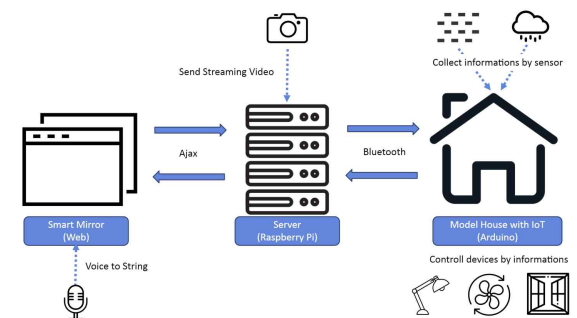 Collect informations by sensor
Send Streaming Video
Ajax
Bluetooth
Smart Mirror
(Web)
Server
(Raspberry Pi)
Model House with IoT
(Arduino)
Voice to String
Controll devices by informations